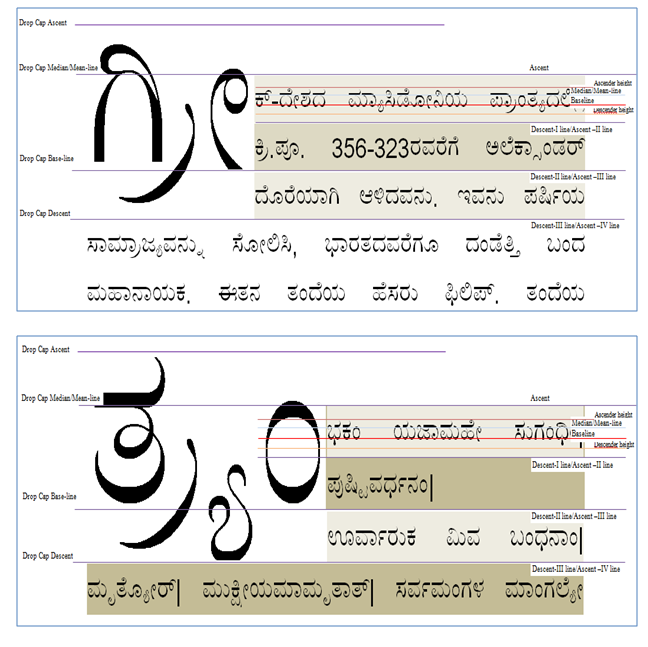 Drop Cap Ascent
Drop Cap Median/Mean-line
Ascent
Ascender height
Median/Mean-line
Baseline
Descender height
ಗ್ರೀ
ಕ್-ದೇಶದ ಮ್ಯಾಸಿಡೋನಿಯ ಪ್ರಾಂತ್ಯದಲ್ಲಿ
Descent-I line/Ascent –II line
Drop Cap Base-line
ಕ್ರಿ.ಪೂ. 356-323ರವರೆಗೆ ಅಲೆಕ್ಸಾಂಡರ್
Descent-II line/Ascent –III line
ದೊರೆಯಾಗಿ ಆಳಿದವನು. ಇವನು ಪರ್ಷಿಯ
Drop Cap Descent
Descent-III line/Ascent –IV line
ಸಾಮ್ರಾಜ್ಯವನ್ನು ಸೋಲಿಸಿ, ಭಾರತದವರೆಗೂ ದಂಡೆತ್ತಿ ಬಂದ
ಮಹಾನಾಯಕ. ಈತನ ತಂದೆಯ ಹೆಸರು ಫಿಲಿಪ್. ತಂದೆಯ
Drop Cap Ascent
Drop Cap Median/Mean-line
Ascent
Ascender height
Median/Mean-line
Baseline
Descender height
ತ್ರ್ಯಂ
ಭಕಂ ಯಜಾಮಹೇ ಸುಗಂಧಿ|
Descent-I line/Ascent –II line
Drop Cap Base-line
ಪುಷ್ಟಿವರ್ಧನಂ|
Descent-II line/Ascent –III line
ಊರ್ವಾರುಕ ಮಿವ ಬಂಧನಾಂ|
Drop Cap Descent
Descent-III line/Ascent –IV line
ಮೃತ್ಯೋರ್| ಮುಕ್ಷೀಯಮಾಮೃತಾತ್| ಸರ್ವಮಂಗಳ ಮಾಂಗಲ್ಯೇ